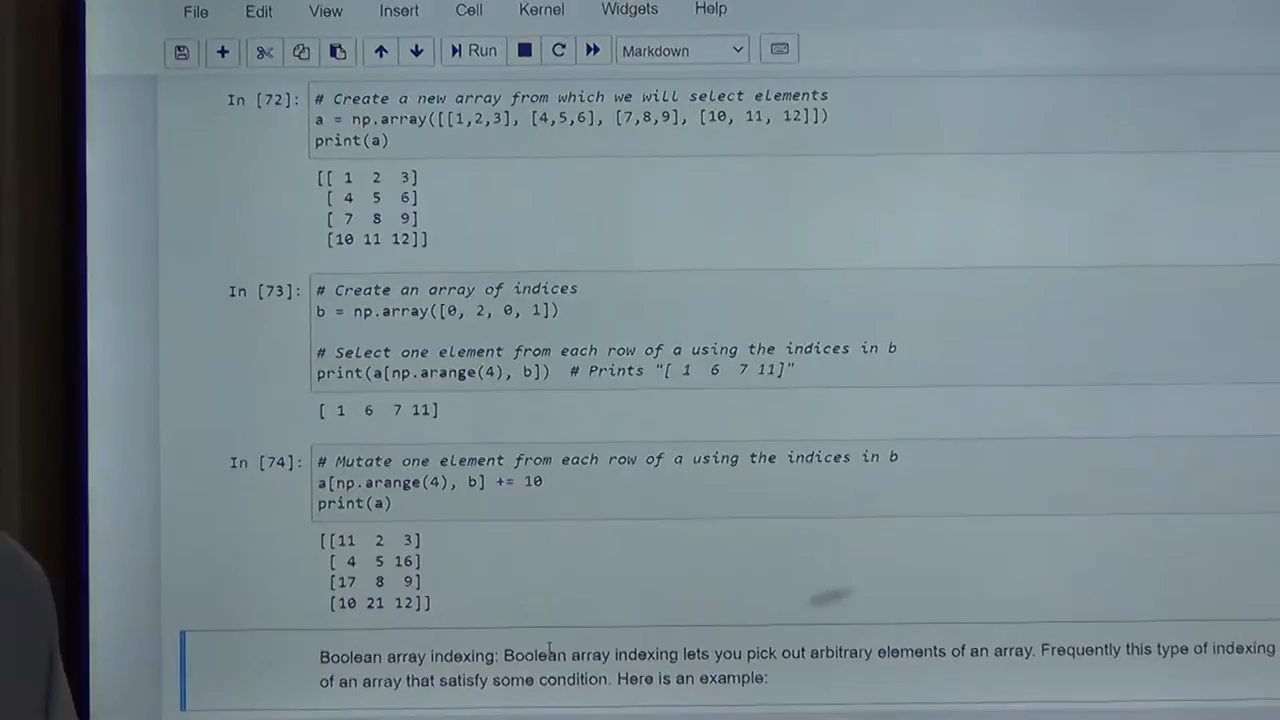 File Edit View Insert Cell Kernel Widgets Help
Run Markdown
In [72]: # Create a new array from which we will select elements
a = np.array([[1,2,3], [4,5,6], [7,8,9], [10, 11, 12]])
print(a)
[[ 1 2 3]
[ 4 5 6]
[ 7 8 9]
[10 11 12]]
In [73]: # Create an array of indices
b = np.array([0, 2, 0, 1])
# Select one element from each row of a using the indices in b
print(a[np.arange(4), b]) # Prints "[ 1 6 7 11]"
[ 1 6 7 11]
In [74]: # Mutate one element from each row of a using the indices in b
a[np.arange(4), b] += 10
print(a)
[[11 2 3]
[ 4 5 16]
[17 8 9]
[10 21 12]]
Boolean array indexing: Boolean array indexing lets you pick out arbitrary elements of an array. Frequently this type of indexing
of an array that satisfy some condition. Here is an example: